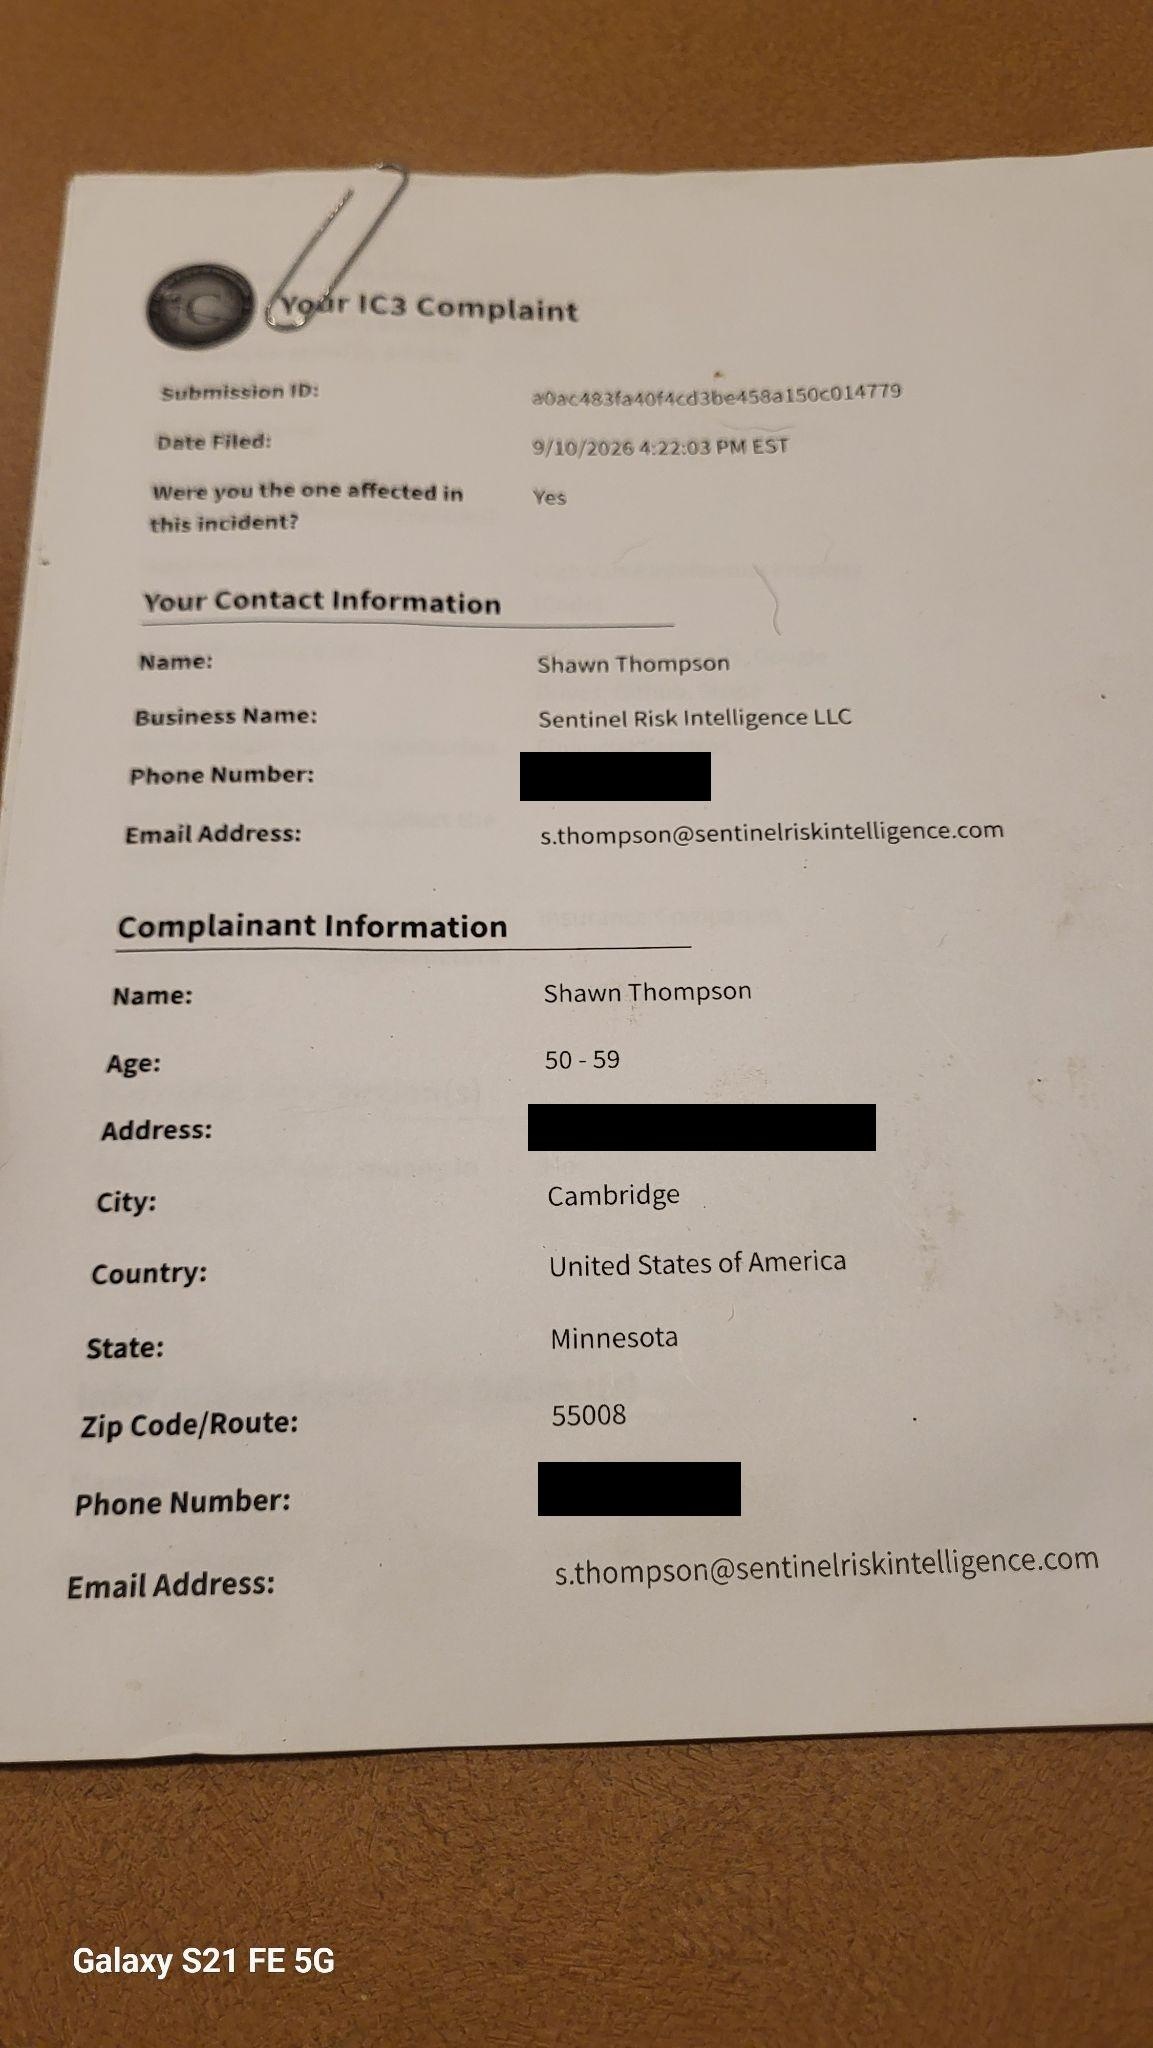 Your IC3 Complaint
Submission ID: a0ac483fa40f4cd3be458a150c014779
Date Filed: 9/10/2026 4:22:03 PM EST
Were you the one affected in Yes
this incident?
Your Contact Information
Name: Shawn Thompson
Business Name: Sentinel Risk Intelligence LLC
Phone Number:
Email Address: s.thompson@sentinelriskintelligence.com
Complainant Information
Name: Shawn Thompson
Age: 50 - 59
Address:
City: Cambridge
Country: United States of America
State: Minnesota
Zip Code/Route: 55008
Phone Number:
Email Address: s.thompson@sentinelriskintelligence.com
Galaxy S21 FE 5G